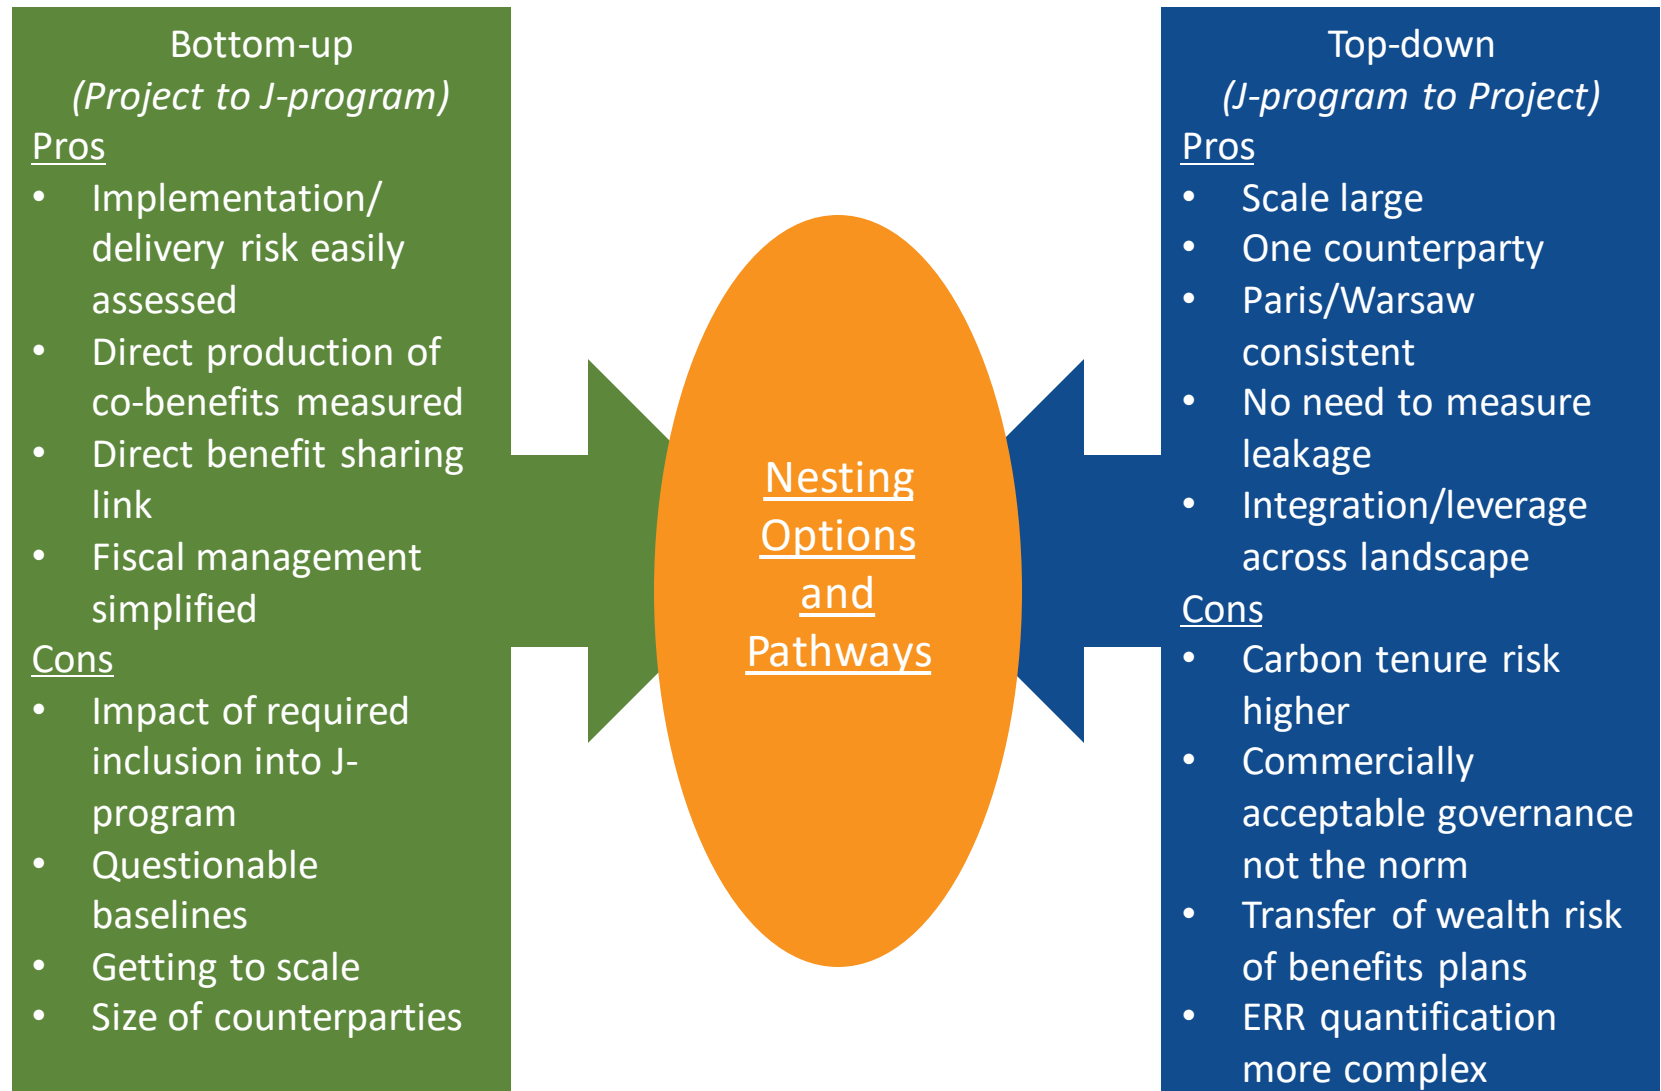 Bottom-up
(Project to J-program)
Pros
• Implementation/
delivery risk easily
assessed
• Direct production of
co-benefits measured
• Direct benefit sharing
link
• Fiscal management
simplified
Cons
• Impact of required
inclusion into J-
program
• Questionable
baselines
• Getting to scale
• Size of counterparties
Nesting
Options
and
Pathways
Top-down
(J-program to Project)
Pros
• Scale large
• One counterparty
• Paris/Warsaw
consistent
• No need to measure
leakage
• Integration/leverage
across landscape
Cons
• Carbon tenure risk
higher
• Commercially
acceptable governance
not the norm
• Transfer of wealth risk
of benefits plans
• ERR quantification
more complex